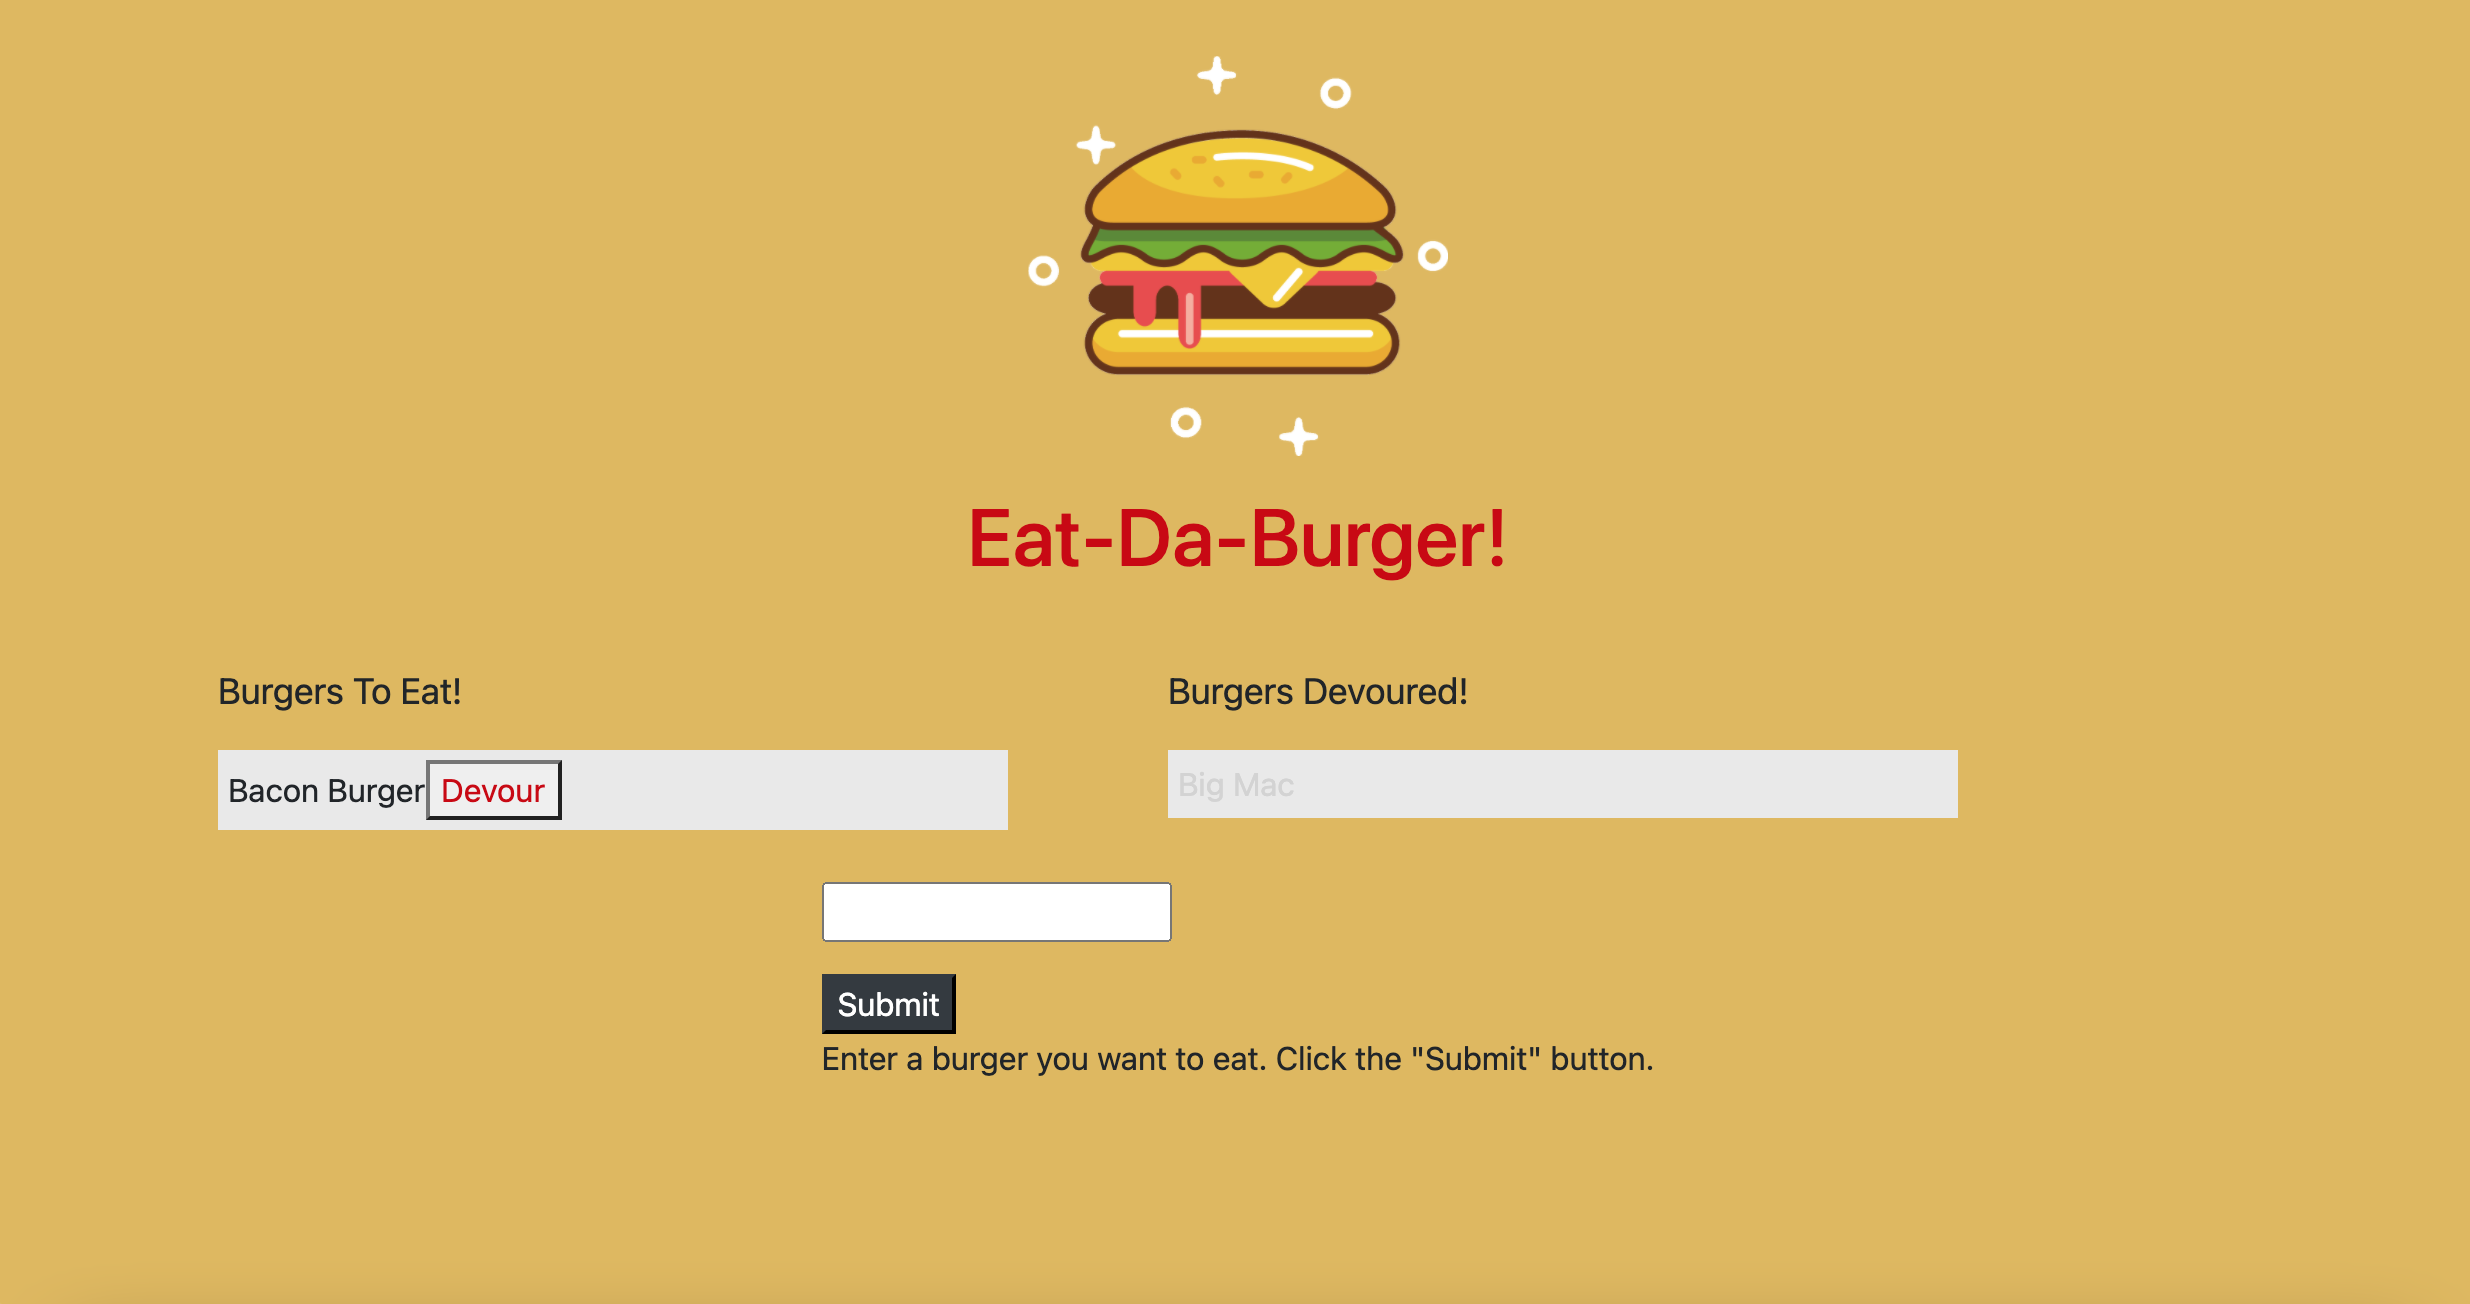 Eat-Da-Burger!
Burgers To Eat!
Bacon Burger Devour
Burgers Devoured!
Big Mac
Submit
Enter a burger you want to eat. Click the "Submit" button.